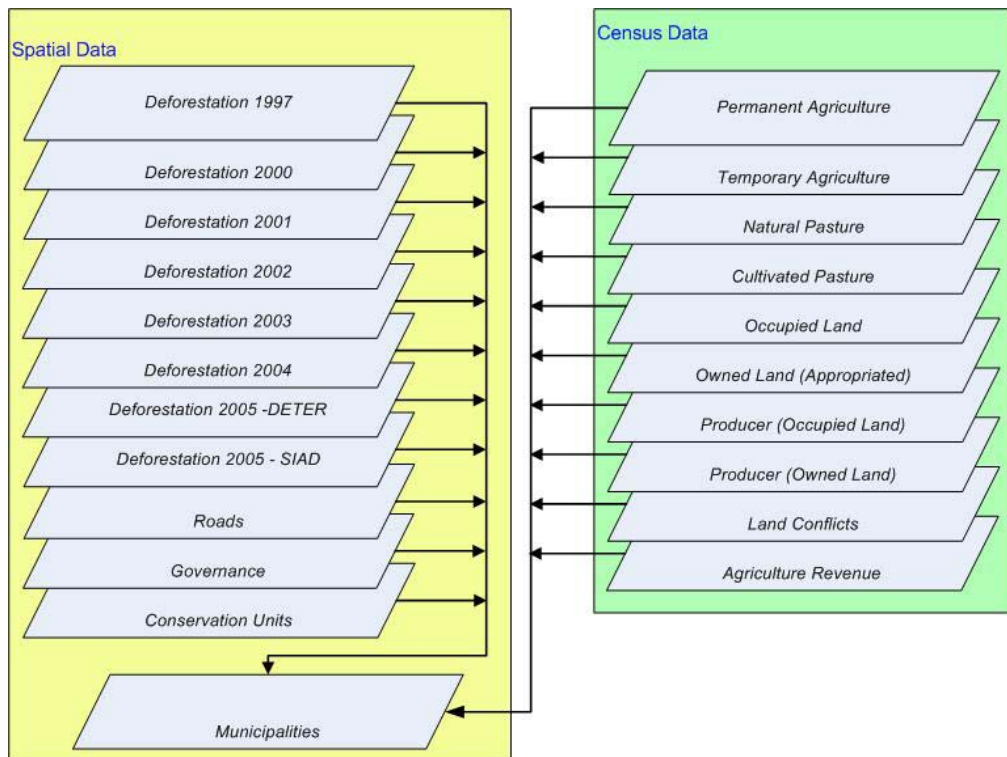 Spatial Data
Deforestation 1997
Deforestation 2000
Deforestation 2001
Deforestation 2002
Deforestation 2003
Deforestation 2004
Deforestation 2005 -DETER
Deforestation 2005 - SIAD
Roads
Governance
Conservation Units
Municipalities
Census Data
Permanent Agriculture
Temporary Agriculture
Natural Pasture
Cultivated Pasture
Occupied Land
Owned Land (Appropriated)
Producer (Occupied Land)
Producer (Owned Land)
Land Conflicts
Agriculture Revenue